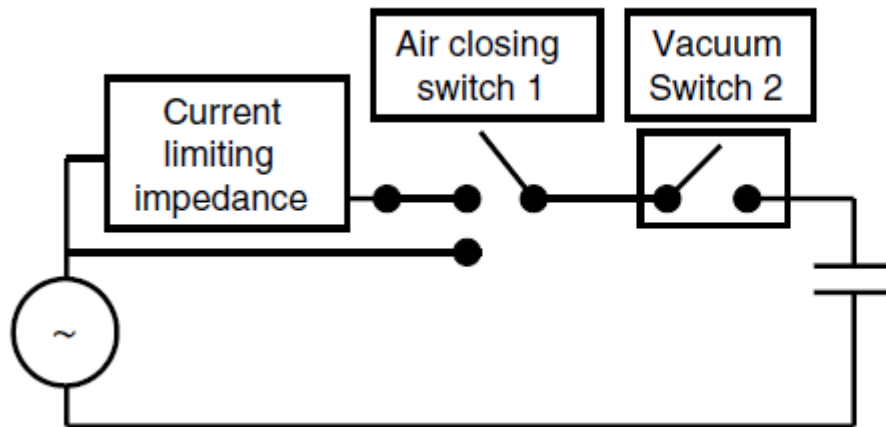 Air closing
switch 1
Vacuum
Switch 2
Current
limiting
impedance
~